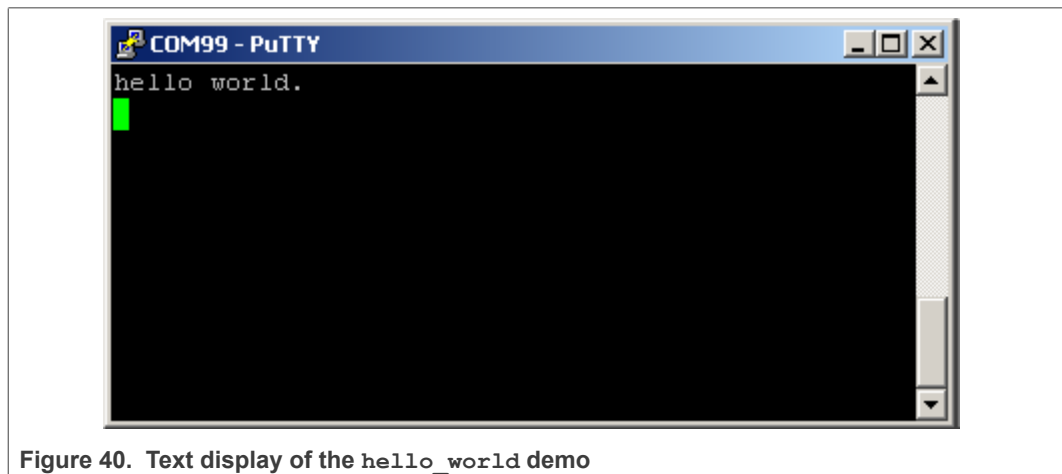 COM99 - PuTTY
hello world.
Figure 40. Text display of the hello_world demo